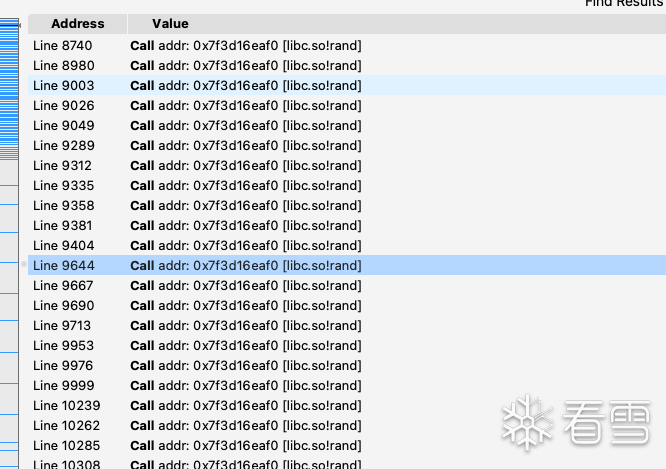 Find Results
Address Value
Line 8740 Call addr: 0x7f3d16eaf0 [libc.so!rand]
Line 8980 Call addr: 0x7f3d16eaf0 [libc.so!rand]
Line 9003 Call addr: 0x7f3d16eaf0 [libc.so!rand]
Line 9026 Call addr: 0x7f3d16eaf0 [libc.so!rand]
Line 9049 Call addr: 0x7f3d16eaf0 [libc.so!rand]
Line 9289 Call addr: 0x7f3d16eaf0 [libc.so!rand]
Line 9312 Call addr: 0x7f3d16eaf0 [libc.so!rand]
Line 9335 Call addr: 0x7f3d16eaf0 [libc.so!rand]
Line 9358 Call addr: 0x7f3d16eaf0 [libc.so!rand]
Line 9381 Call addr: 0x7f3d16eaf0 [libc.so!rand]
Line 9404 Call addr: 0x7f3d16eaf0 [libc.so!rand]
Line 9644 Call addr: 0x7f3d16eaf0 [libc.so!rand]
Line 9667 Call addr: 0x7f3d16eaf0 [libc.so!rand]
Line 9690 Call addr: 0x7f3d16eaf0 [libc.so!rand]
Line 9713 Call addr: 0x7f3d16eaf0 [libc.so!rand]
Line 9953 Call addr: 0x7f3d16eaf0 [libc.so!rand]
Line 9976 Call addr: 0x7f3d16eaf0 [libc.so!rand]
Line 9999 Call addr: 0x7f3d16eaf0 [libc.so!rand]
Line 10239 Call addr: 0x7f3d16eaf0 [libc.so!rand]
Line 10262 Call addr: 0x7f3d16eaf0 [libc.so!rand]
Line 10285 Call addr: 0x7f3d16eaf0 [libc.so!rand]
Line 10308 Call addr: 0x7f3d16eaf0 [libc.so!rand]
看雪